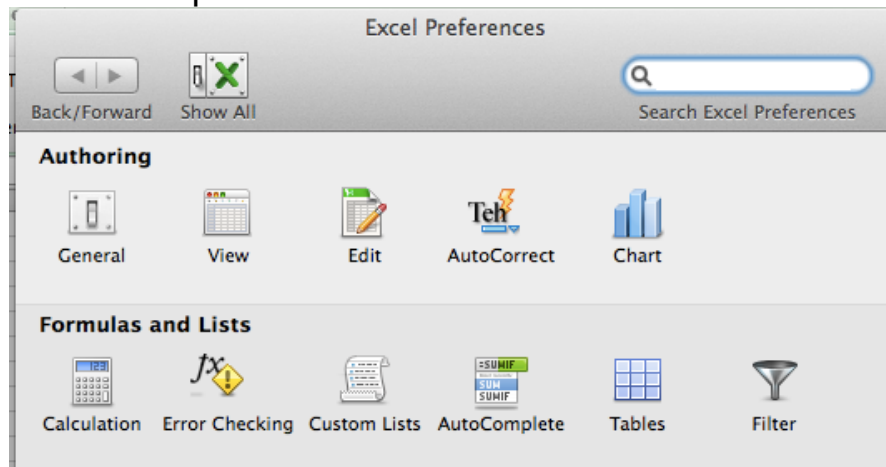 Excel Preferences
Back/Forward Show All Search Excel Preferences
Authoring
Teh
General View Edit AutoCorrect Chart
Formulas and Lists
fx
=SUMIF
SUM
SUMIF
Calculation Error Checking Custom Lists AutoComplete Tables Filter